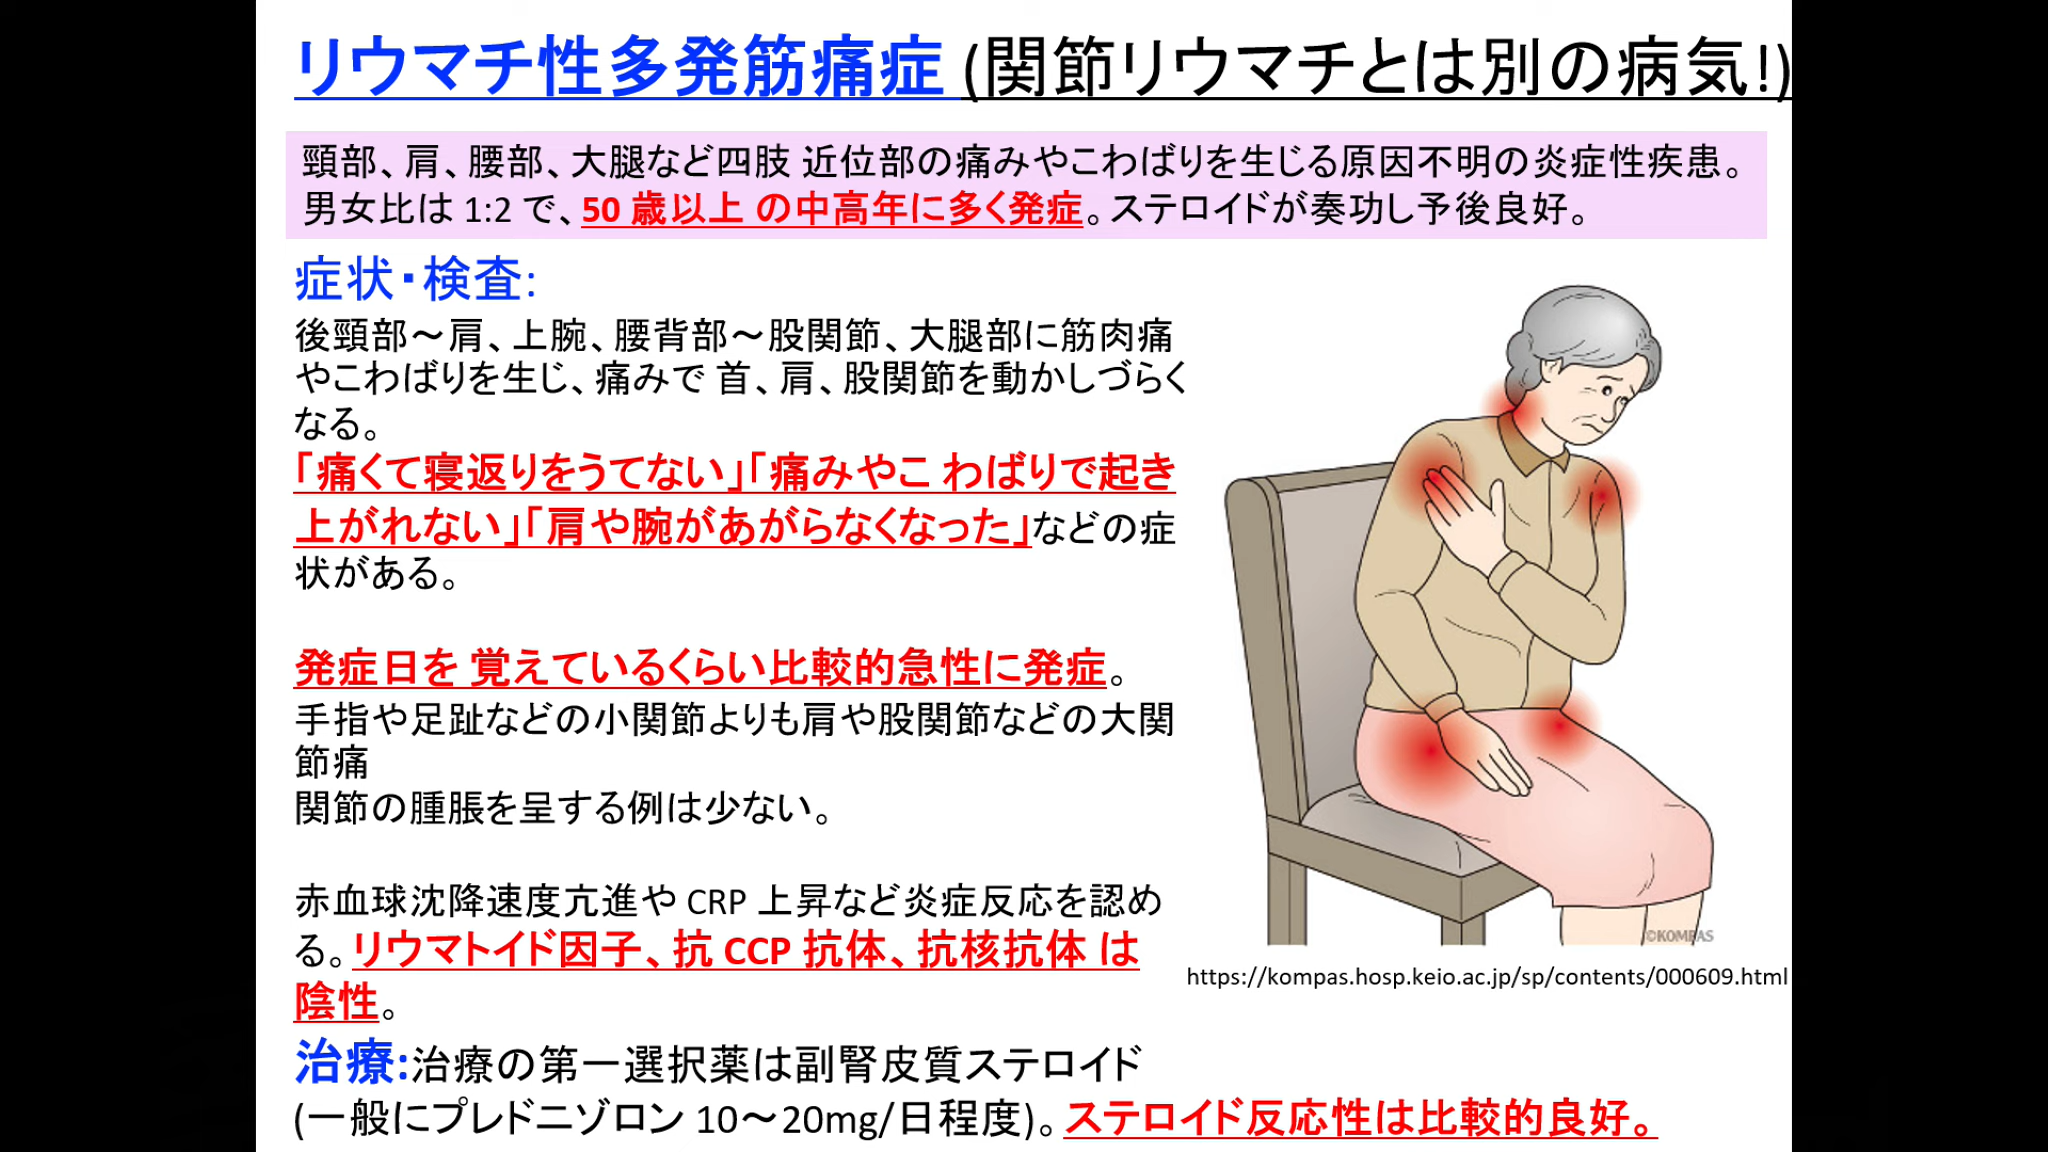 リウマチ性多発筋痛症 (関節リウマチとは別の病気!)
頸部、肩、腰部、大腿など四肢 近位部の痛みやこわばりを生じる原因不明の炎症性疾患。
男女比は 1:2 で、50 歳以上 の中高年に多く発症。ステロイドが奏功し予後良好。
症状・検査:
後頸部～肩、上腕、腰背部～股関節、大腿部に筋肉痛
やこわばりを生じ、痛みで 首、肩、股関節を動かしづらく
なる。
「痛くて寝返りをうてない」「痛みやこ わばりで起き
上がれない」「肩や腕があがらなくなった」などの症
状がある。
発症日を 覚えているくらい比較的急性に発症。
手指や足趾などの小関節よりも肩や股関節などの大関
節痛
関節の腫脹を呈する例は少ない。
赤血球沈降速度亢進や CRP 上昇など炎症反応を認め
る。リウマトイド因子、抗 CCP 抗体、抗核抗体 は
陰性。
©KOMPAS
https://kompas.hosp.keio.ac.jp/sp/contents/000609.html
治療:治療の第一選択薬は副腎皮質ステロイド
(一般にプレドニゾロン 10～20mg/日程度)。ステロイド反応性は比較的良好。